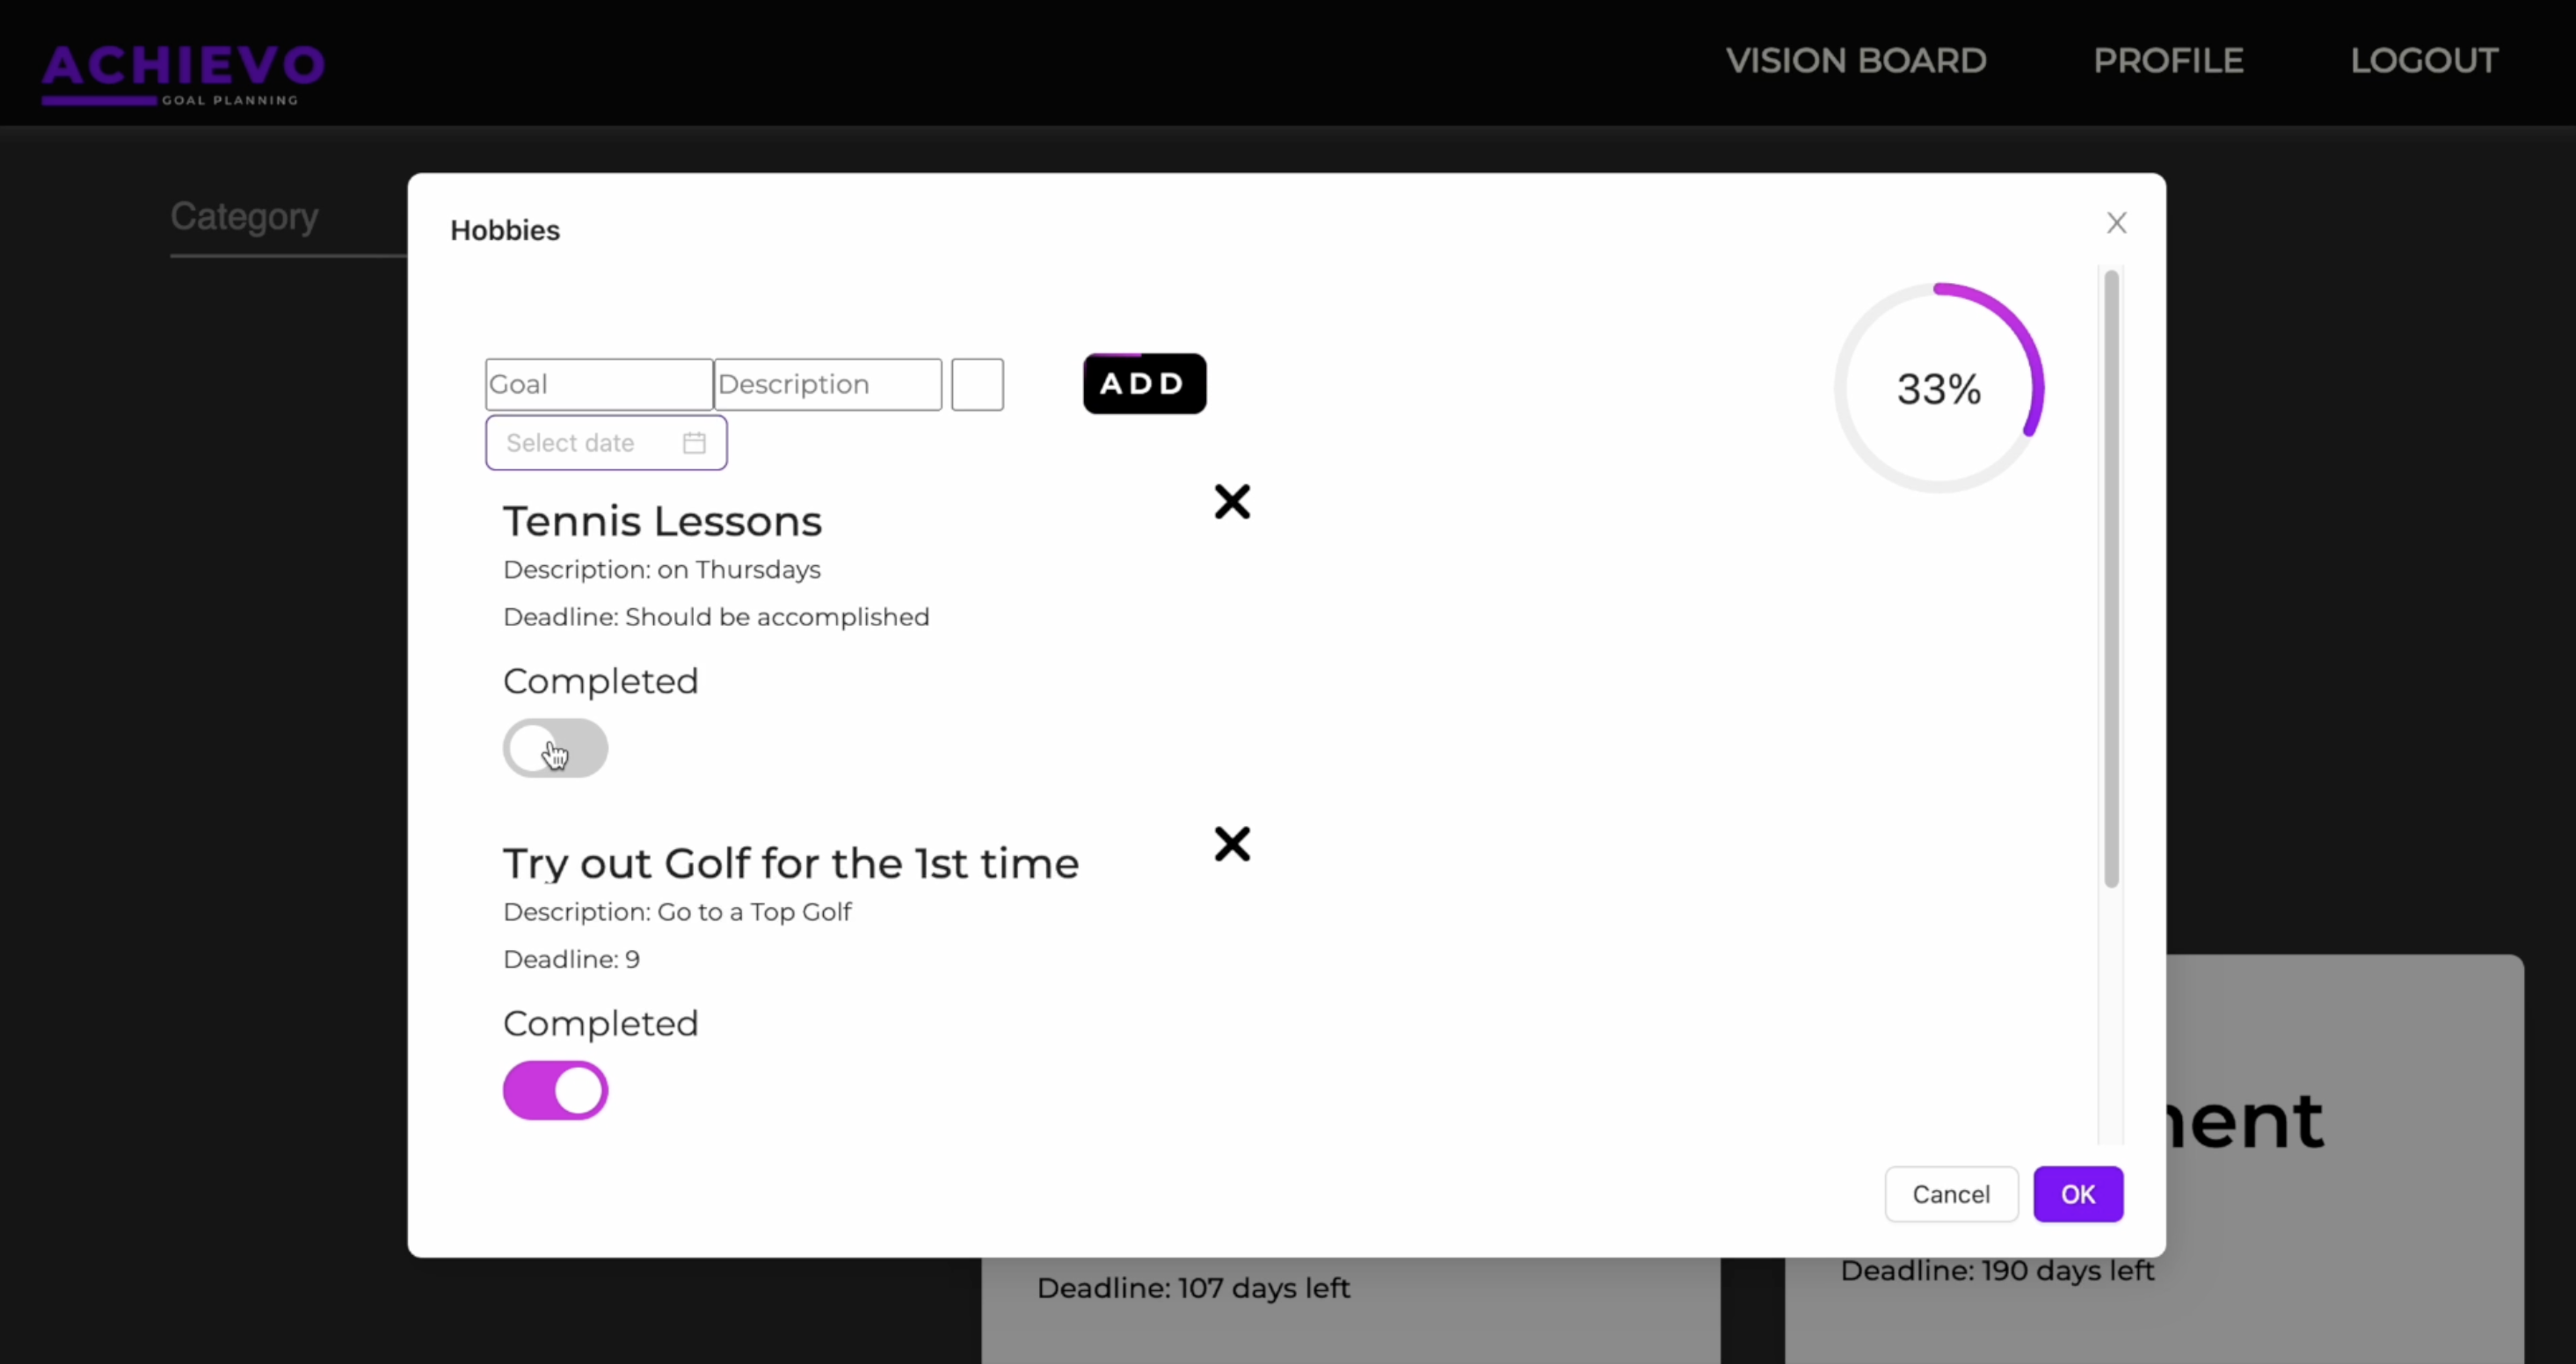 ACHIEVO
GOAL PLANNING
VISION BOARD PROFILE LOGOUT
Category
Hobbies
Goal Description ADD
33%
Select date
Tennis Lessons
Description: on Thursdays
Deadline: Should be accomplished
Completed
Try out Golf for the 1st time
Description: Go to a Top Golf
Deadline: 9
Completed
Cancel OK
Deadline: 107 days left
Deadline: 190 days left